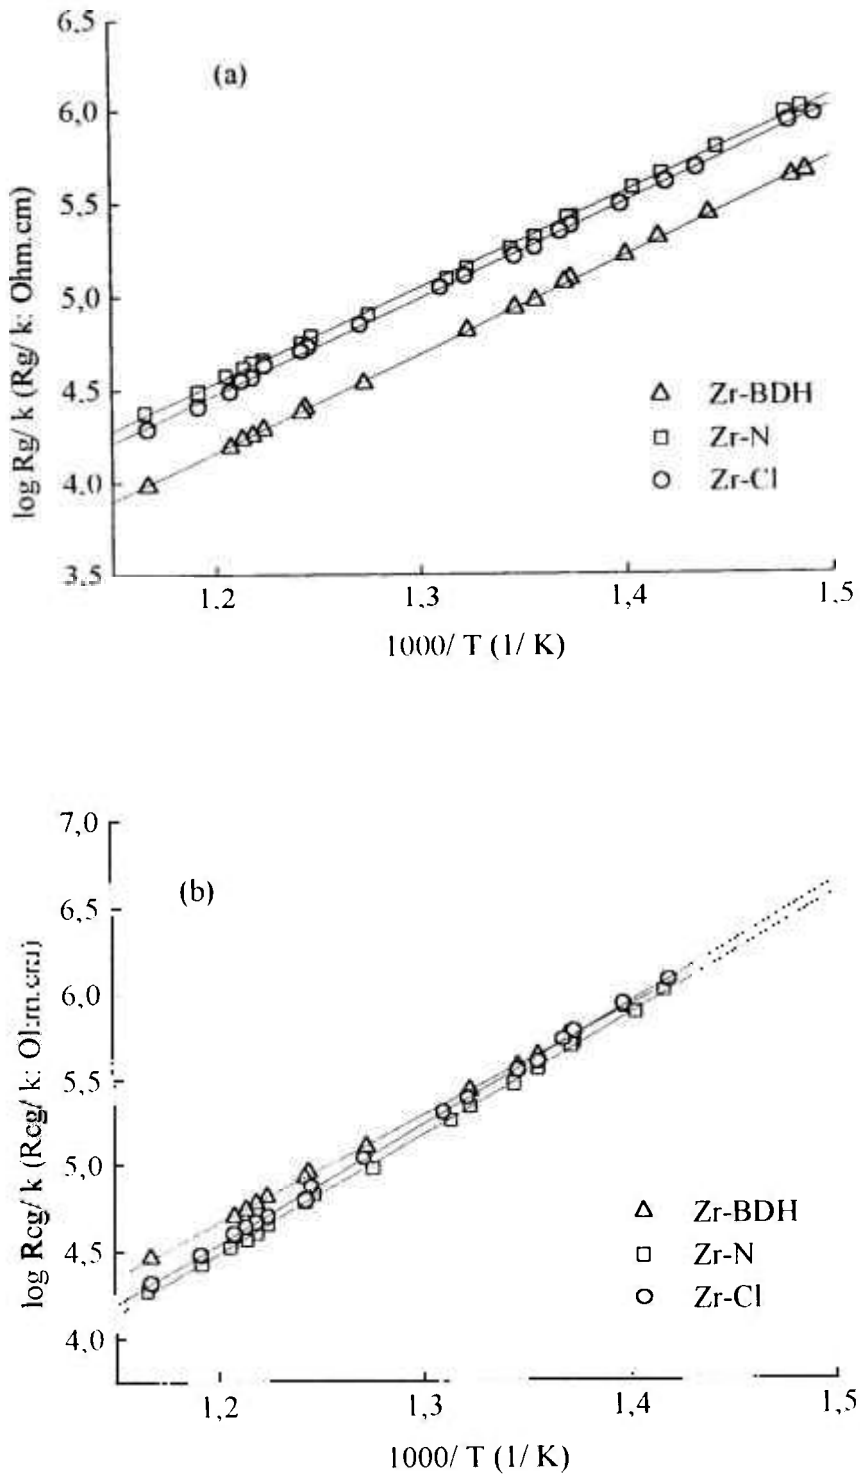 6,5
(a)
6,0
5,5
5,0
4,5
4,0
3,5
log Rg/ k (Rg/ k: Ohm.cm)
Zr-BDH
Zr-N
Zr-Cl
1,2
1,3
1,4
1,5
1000/ T (1/ K)
7,0
(b)
6,5
6,0
5,5
5,0
4,5
4,0
log Rcg/ k (Rcg/ k: Ohm.cm)
Zr-BDH
Zr-N
Zr-Cl
1,2
1,3
1,4
1,5
1000/ T (1/ K)